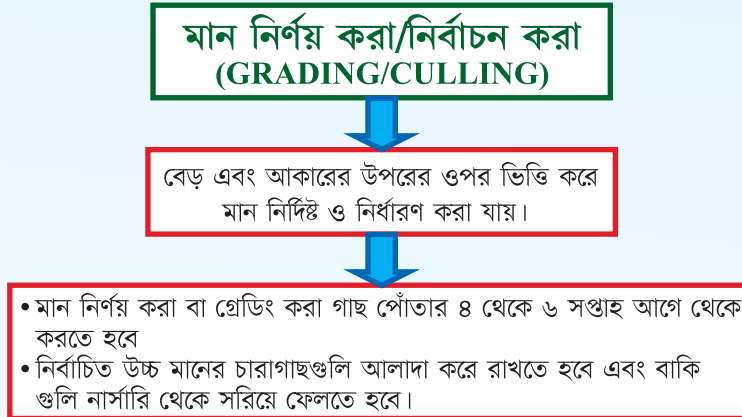 মান নির্ণয় করা/নির্বাচন করা
(GRADING/CULLING)
বেড় এবং আকারের উপরের ওপর ভিত্তি করে
মান নির্দিষ্ট ও নির্ধারণ করা যায়।
• মান নির্ণয় করা বা গ্রেডিং করা গাছ পোঁতার ৪ থেকে ৬ সপ্তাহ আগে থেকে
করতে হবে
• নির্বাচিত উচ্চ মানের চারাগাছগুলি আলাদা করে রাখতে হবে এবং বাকি
গুলি নার্সারি থেকে সরিয়ে ফেলতে হবে।